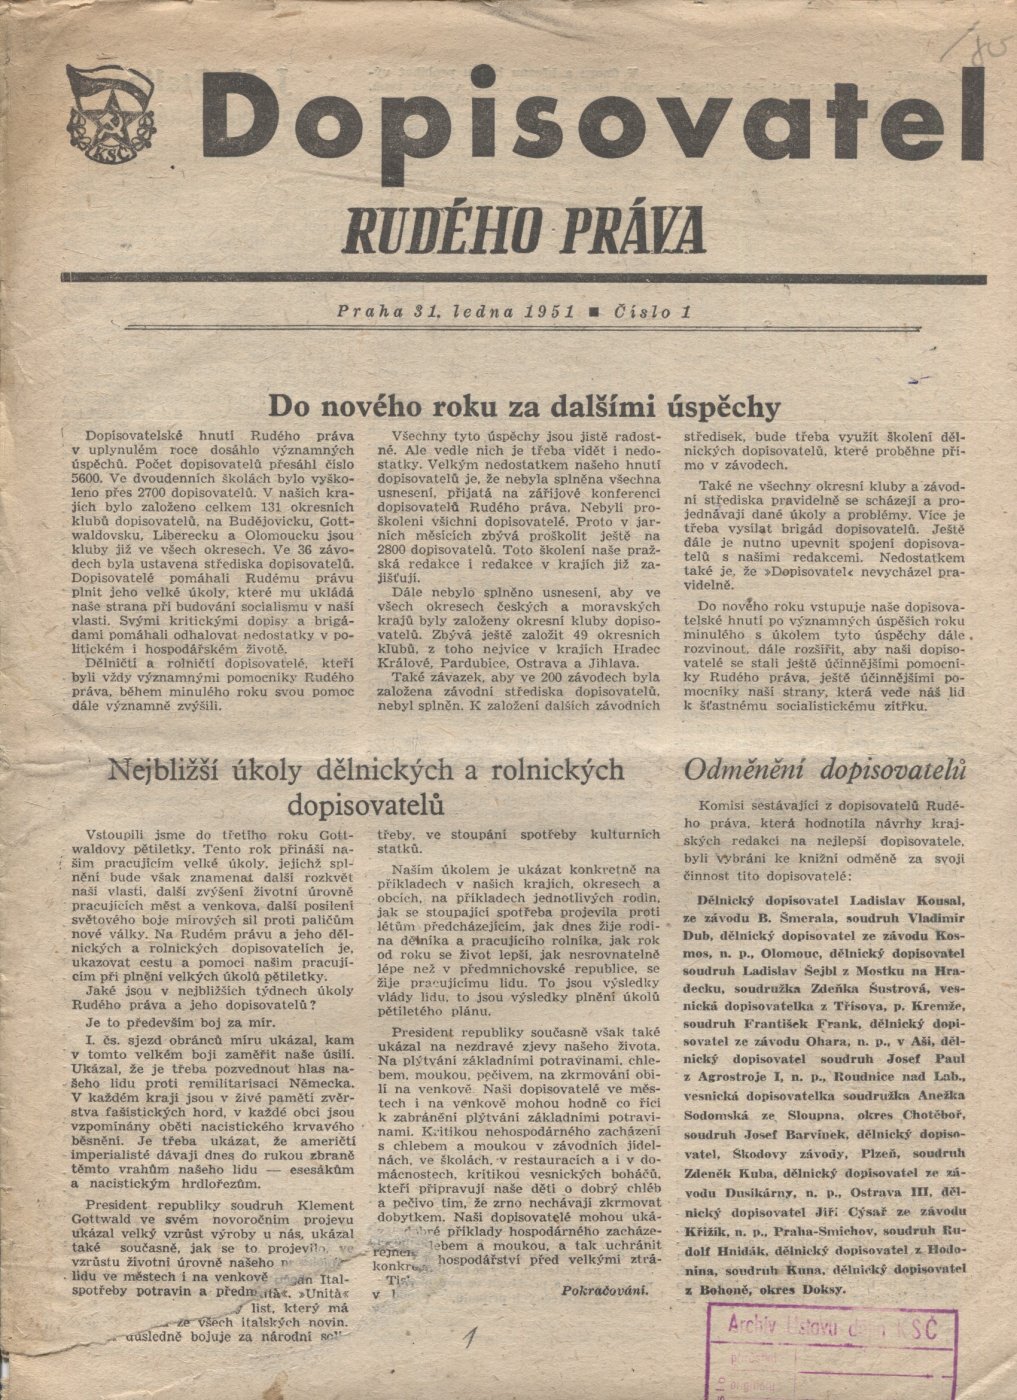 KSČ
Dopisovatel
RUDÉHO PRÁVA
Praha 31. ledna 1951 ■ Číslo 1
Do nového roku za dalšími úspěchy
Dopisovatelské hnutí Rudého práva
v uplynulém roce dosáhlo významných
úspěchů. Počet dopisovatelů přesáhl číslo
5600. Ve dvoudenních školách bylo vyško-
leno přes 2700 dopisovatelů. V našich kra-
jích bylo založeno celkem 131 okresních
klubů dopisovatelů, na Budějovicku, Gott-
waldovsku, Liberecku a Olomoucku jsou
kluby již ve všech okresech. Ve 36 závo-
dech byla ustavena střediska dopisovatelů.
Dopisovatelé pomáhali Rudému právu
plnit jeho velké úkoly, které mu ukládá
naše strana při budování socialismu v naší
vlasti. Svými kritickými dopisy a brigá-
dami pomáhali odhalovat nedostatky v po-
litickém i hospodářském životě.
Dělničtí a rolničtí dopisovatelé, kteří
byli vždy významnými pomocníky Rudého
práva, během minulého roku svou pomoc
dále významně zvýšili.
Všechny tyto úspěchy jsou jistě radost-
né. Ale vedle nich je třeba vidět i nedo-
statky. Velkým nedostatkem našeho hnutí
dopisovatelů je, že nebyla splněna všechna
usnesení, přijatá na zářijové konferenci
dopisovatelů Rudého práva. Nebyli pro-
školeni všichni dopisovatelé. Proto v jar-
ních měsících zbývá proškolit ještě na
2800 dopisovatelů. Toto školení naše praž-
ská redakce i redakce v krajích již za-
jišťují.
Dále nebylo splněno usnesení, aby ve
všech okresech českých a moravských
krajů byly založeny okresní kluby dopiso-
vatelů. Zbývá ještě založit 49 okresních
klubů, z toho nejvíce v krajích Hradec
Králové, Pardubice, Ostrava a Jihlava.
Také závazek, aby ve 200 závodech byla
založena závodní střediska dopisovatelů,
nebyl splněn. K založení dalších závodních
středisek, bude třeba využít školení děl-
nických dopisovatelů, které proběhne pří-
mo v závodech.
Také ne všechny okresní kluby a závod-
ní střediska pravidelně se scházejí a pro-
jednávají dané úkoly a problémy. Více je
třeba vysílat brigád dopisovatelů. Ještě
dále je nutno upevnit spojení dopisova-
telů s našimi redakcemi. Nedostatkem
také je, že »Dopisovatel« nevycházel pra-
videlně.
Do nového roku vstupuje naše dopisova-
telské hnutí po významných úspěších roku
minulého s úkolem tyto úspěchy dále
rozvinout, dále rozšířit, aby naši dopiso-
vatelé se stali ještě účinnějšími pomocní-
ky Rudého práva, ještě účinnějšími po-
mocníky naší strany, která vede náš lid
k šťastnému socialistickému zítřku.
Nejbližší úkoly dělnických a rolnických
dopisovatelů
Vstoupili jsme do třetího roku Gott-
waldovy pětiletky. Tento rok přináší na-
šim pracujícím velké úkoly, jejichž spl-
nění bude však znamenat další rozkvět
naší vlasti, další zvýšení životní úrovně
pracujících měst a venkova, další posílení
světového boje mírových sil proti paličům
nové války. Na Rudém právu a jeho děl-
nických a rolnických dopisovatelích je,
ukazovat cestu a pomoci našim pracují-
cím při plnění velkých úkolů pětiletky.
Jaké jsou v nejbližších týdnech úkoly
Rudého práva a jeho dopisovatelů?
Je to především boj za mír.
I. čs. sjezd obránců míru ukázal, kam
v tomto velkém boji zaměřit naše úsilí.
Ukázal, že je třeba pozvednout hlas na-
šeho lidu proti remilitarisaci Německa.
V každém kraji jsou v živé paměti zvěr-
stva fašistických hord, v každé obci jsou
vzpomínány oběti nacistického krvavého
běsnění. Je třeba ukázat, že američtí
imperialisté dávají dnes do rukou zbraně
těmto vrahům našeho lidu — esesákům
a nacistickým hrdlořezům.
President republiky soudruh Klement
Gottwald ve svém novoročním projevu
ukázal velký vzrůst výroby u nás, ukázal
také současně, jak se to projevilo, ve
vzrůstu životní úrovně našeho
lidu ve městech i na venkově Ital-
spotřeby potravin a »Unità«
list, který má
ze všech italských novin.
důsledně bojuje za národní
třeby, ve stoupání spotřeby kulturních
statků.
Naším úkolem je ukázat konkretně na
příkladech v našich krajích, okresech a
obcích, na příkladech jednotlivých rodin,
jak se stoupající spotřeba projevila proti
létům předcházejícím, jak dnes žije rodi-
na dělníka a pracujícího rolníka, jak rok
od roku se život lepší, jak nesrovnatelně
lépe než v předmnichovské republice, se
žije pracujícímu lidu. To jsou výsledky
vlády lidu, to jsou výsledky plnění úkolů
pětiletého plánu.
President republiky současně však také
ukázal na nezdravé zjevy našeho života.
Na plýtvání základními potravinami, chle-
bem, moukou, pečivem, na zkrmování obi-
lí na venkově. Naši dopisovatelé ve měs-
tech i na venkově mohou hodně co říci
k zabránění plýtvání základními potravi-
nami. Kritikou nehospodárného zacházení
s chlebem a moukou v závodních jídel-
nách, ve školách, v restauracích a i v do-
mácnostech, kritikou vesnických boháčů,
kteří připravují naše děti o dobrý chléb
a pečivo tím, že zrno nechávají zkrmovat
dobytkem. Naši dopisovatelé mohou uká-
příklady hospodárného zacháze-
a moukou, a tak uchránit
hospodářství před velkými ztrá-
Pokračování.
Odměnění dopisovatelů
Komisí sestávající z dopisovatelů Rudé-
ho práva, která hodnotila návrhy kraj-
ských redakcí na nejlepší dopisovatele,
byli vybráni ke knižní odměně za svoji
činnost tito dopisovatelé:
Dělnický dopisovatel Ladislav Kousal,
ze závodu B. Šmerala, soudruh Vladimír
Dub, dělnický dopisovatel ze závodu Kos-
mos, n. p., Olomouc, dělnický dopisovatel
soudruh Ladislav Šejbl z Mostku na Hra-
decku, soudružka Zdeňka Šustrová, ves-
nická dopisovatelka z Třísova, p. Kremže,
soudruh František Frank, dělnický dopi-
sovatel ze závodu Ohara, n. p., v Aši, děl-
nický dopisovatel soudruh Josef Paul
z Agrostroje I, n. p., Roudnice nad Lab.,
vesnická dopisovatelka soudružka Anežka
Sodomská ze Sloupna, okres Chotěboř,
soudruh Josef Barvínek, dělnický dopiso-
vatel, Škodovy závody, Plzeň, soudruh
Zdeněk Kuba, dělnický dopisovatel ze zá-
vodu Dusikárny, n. p., Ostrava III, děl-
nický dopisovatel Jiří Cýsař ze závodu
Křižík, n. p., Praha-Smíchov, soudruh Ru-
dolf Hnidák, dělnický dopisovatel z Hodo-
nína, soudruh Kuna, dělnický dopisovatel
z Bohoně, okres Doksy.
1
Archiv Ústavu dějin KSČ